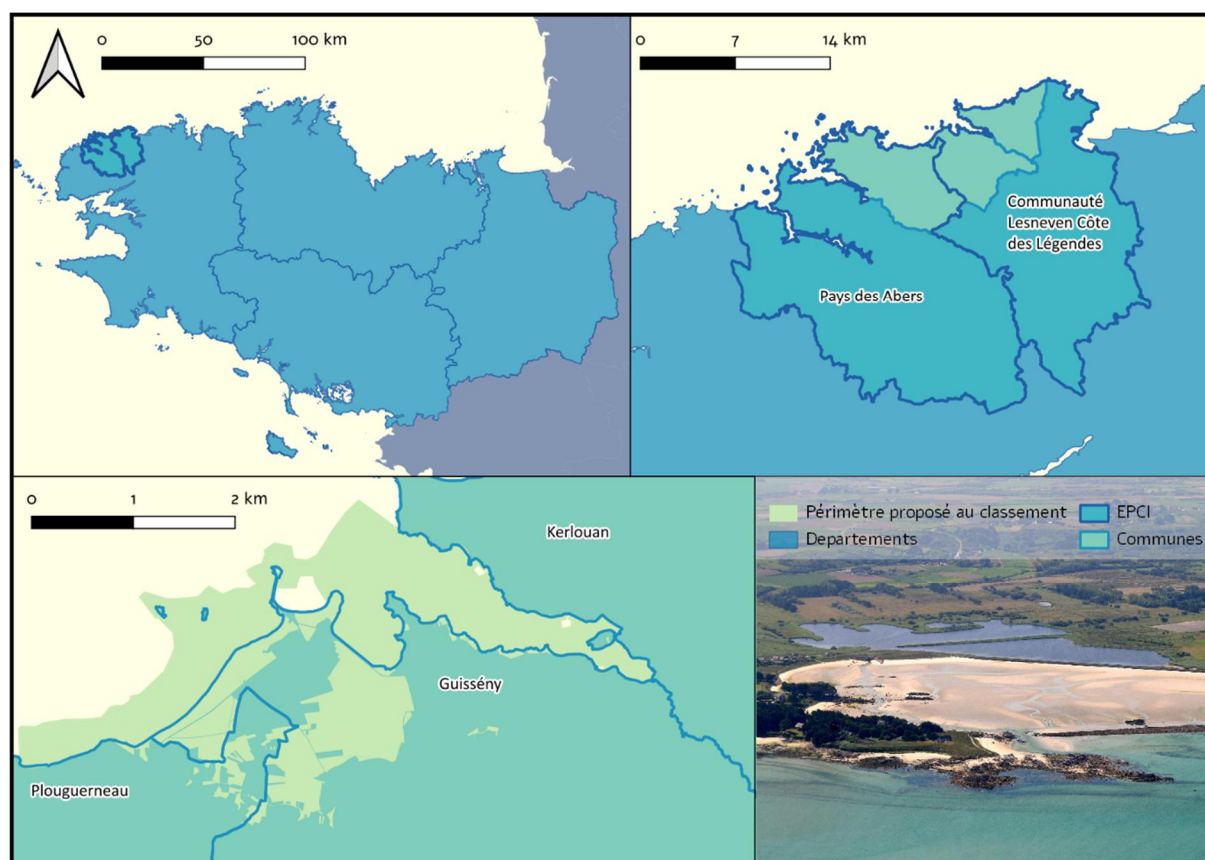 0 50 100 km
0 7 14 km
Communauté
Lesneven Côte
des Légendes
Pays des Abers
0 1 2 km
Kerlouan
Guissény
Plouguerneau
Périmètre proposé au classement
EPCI
Departements
Communes